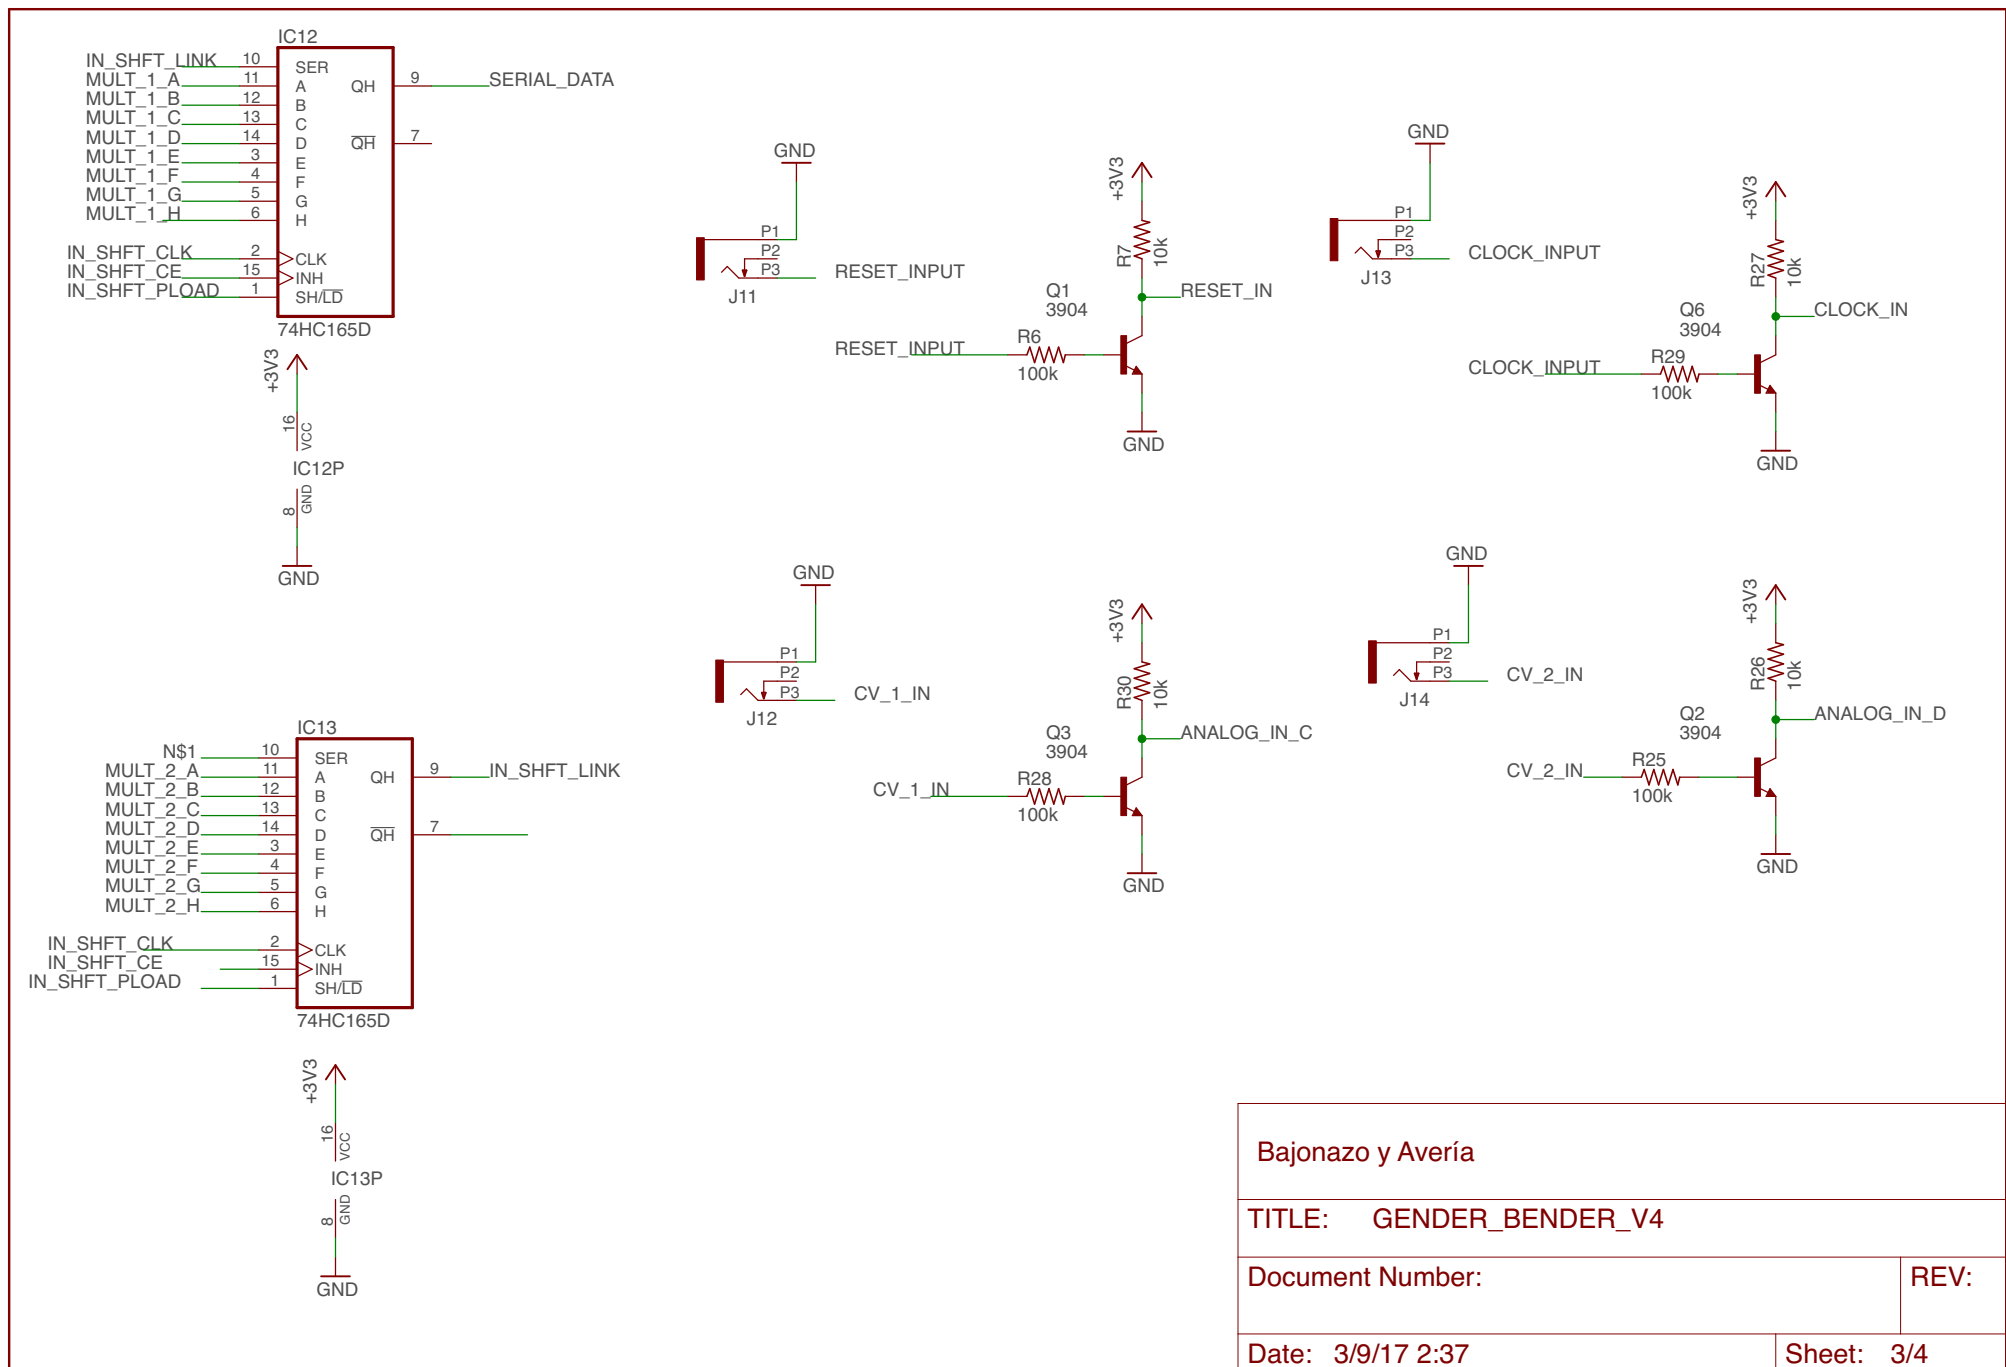 IC12
IN_SHFT_LINK 10 SER
MULT_1_A 11 A QH 9 SERIAL_DATA
MULT_1_B 12 B
MULT_1_C 13 C
MULT_1_D 14 D QH 7
MULT_1_E 3 E
MULT_1_F 4 F
MULT_1_G 5 G
MULT_1_H 6 H
IN_SHFT_CLK 2 CLK
IN_SHFT_CE 15 INH
IN_SHFT_PLOAD 1 SH/LD
74HC165D
+3V3
16 VCC
IC12P
8 GND
GND
GND
P1
P2
P3 RESET_INPUT
J11
+3V3
R7 10k
Q1
3904
RESET_IN
RESET_INPUT R6
100k
GND
GND
P1
P2
P3 CLOCK_INPUT
J13
+3V3
R27 10k
Q6
3904
CLOCK_IN
CLOCK_INPUT R29
100k
GND
GND
P1
P2
P3 CV_1_IN
J12
+3V3
R30 10k
Q3
3904
ANALOG_IN_C
CV_1_IN R28
100k
GND
GND
P1
P2
P3 CV_2_IN
J14
+3V3
R26 10k
Q2
3904
ANALOG_IN_D
CV_2_IN R25
100k
GND
IC13
N$1 10 SER
MULT_2_A 11 A QH 9 IN_SHFT_LINK
MULT_2_B 12 B
MULT_2_C 13 C
MULT_2_D 14 D QH 7
MULT_2_E 3 E
MULT_2_F 4 F
MULT_2_G 5 G
MULT_2_H 6 H
IN_SHFT_CLK 2 CLK
IN_SHFT_CE 15 INH
IN_SHFT_PLOAD 1 SH/LD
74HC165D
+3V3
16 VCC
IC13P
8 GND
GND
Bajonazo y Avería
TITLE: GENDER_BENDER_V4
Document Number: REV:
Date: 3/9/17 2:37 Sheet: 3/4